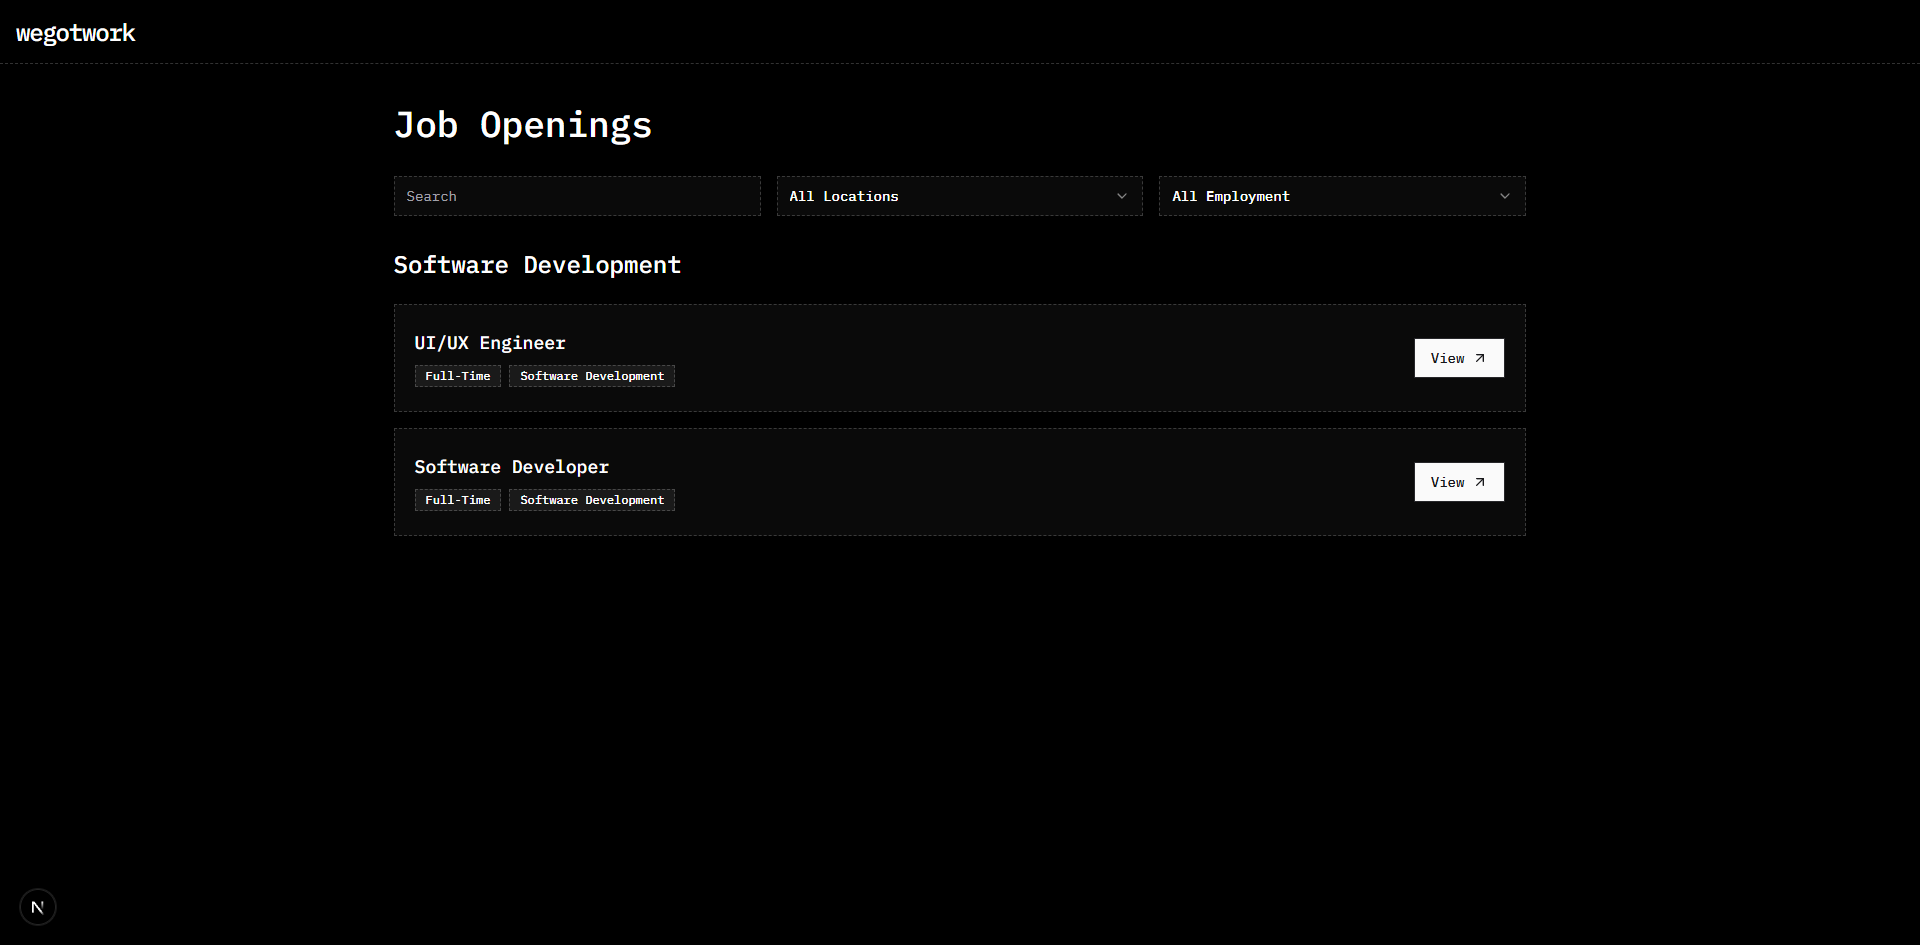 wegotwork
Job Openings
Search
All Locations
All Employment
Software Development
UI/UX Engineer
Full-Time
Software Development
View
Software Developer
Full-Time
Software Development
View
N